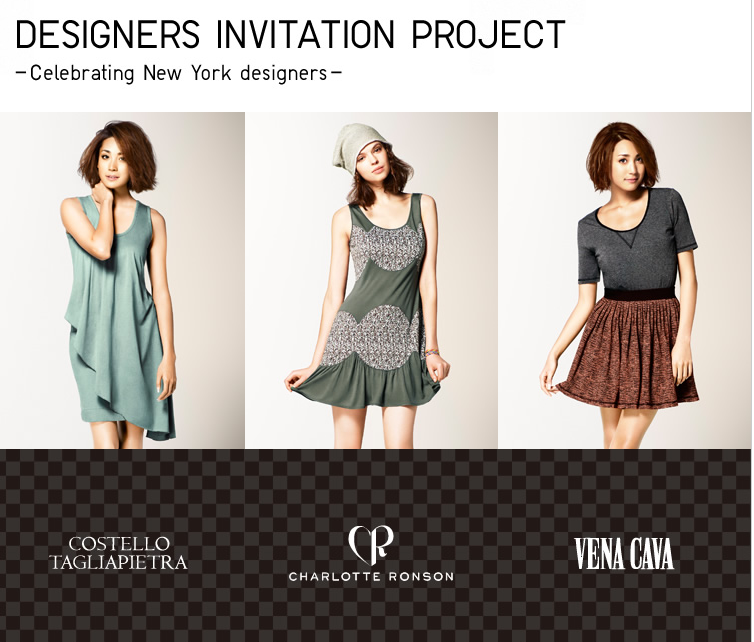 DESIGNERS INVITATION PROJECT
–Celebrating New York designers–
COSTELLO
TAGLIAPIETRA
CR
CHARLOTTE RONSON
VENA CAVA